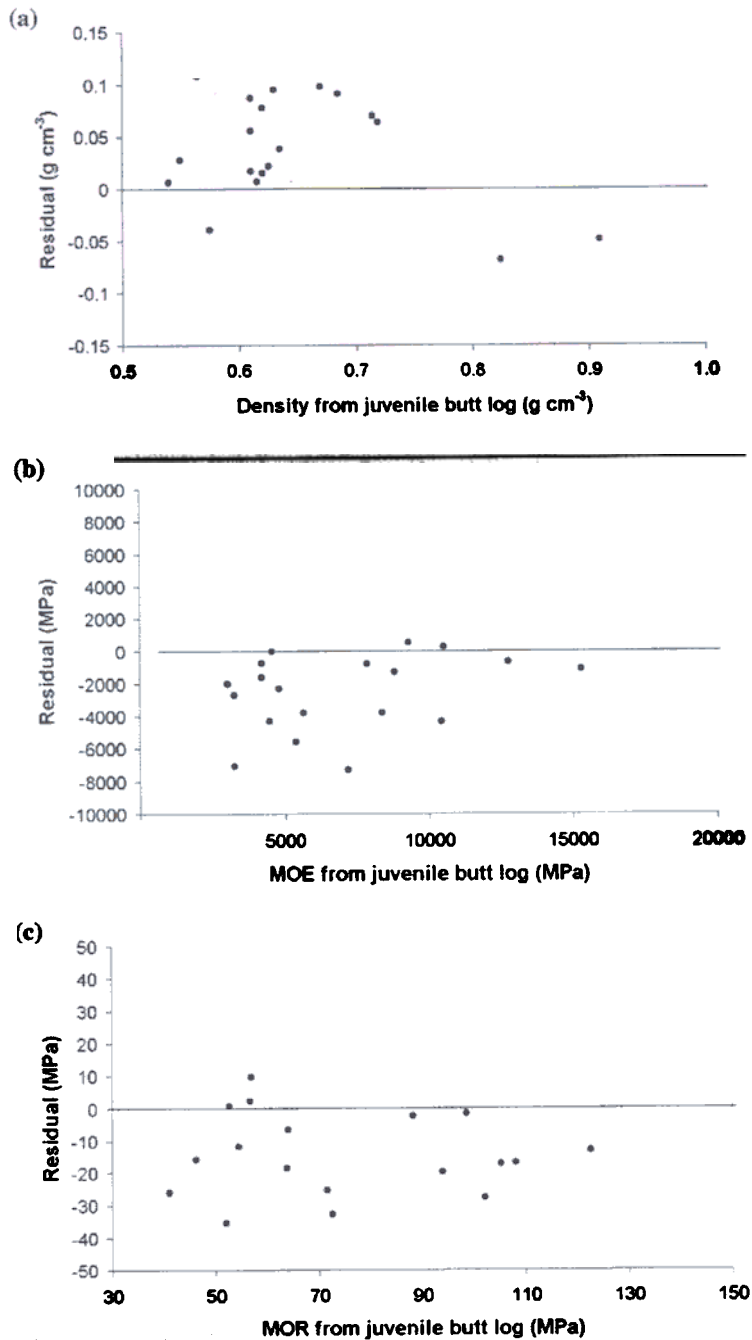 (a)
0.15
0.1
0.05
0
-0.05
-0.1
-0.15
Residual (g cm-3)
0.5 0.6 0.7 0.8 0.9 1.0
Density from juvenile butt log (g cm-3)
(b)
10000
8000
6000
4000
2000
0
-2000
-4000
-6000
-8000
-10000
Residual (MPa)
5000 10000 15000 20000
MOE from juvenile butt log (MPa)
(c)
50
40
30
20
10
0
-10
-20
-30
-40
-50
Residual (MPa)
30 50 70 90 110 130 150
MOR from juvenile butt log (MPa)